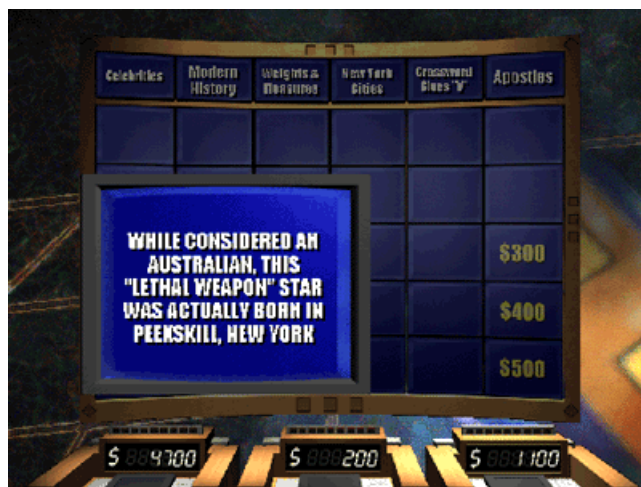 Celebrities
Modern
History
Weights &
Measures
New York
Cities
Crossword
Clues "V"
Apostles
WHILE CONSIDERED AN
AUSTRALIAN, THIS
"LETHAL WEAPON" STAR
WAS ACTUALLY BORN IN
PEEKSKILL, NEW YORK
$300
$400
$500
$ 4700
$ 200
$ 1100